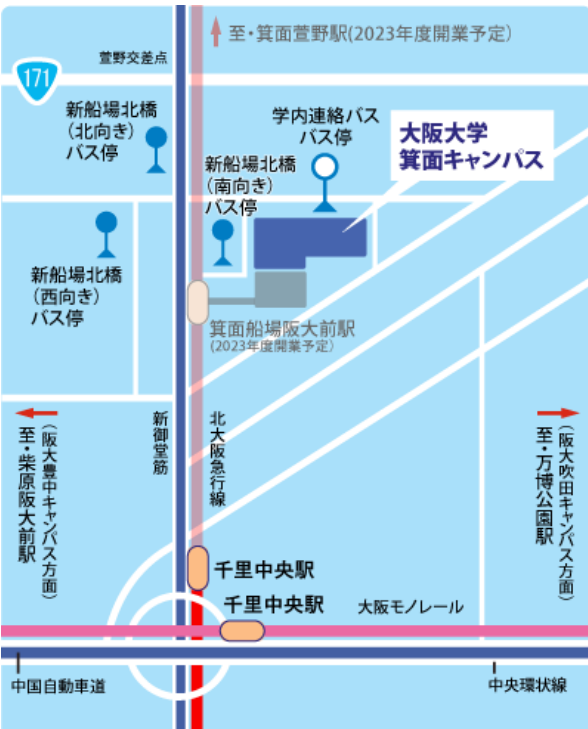 至・箕面萱野駅(2023年度開業予定)
萱野交差点
171
新船場北橋
(北向き)
バス停
学内連絡バス
バス停
大阪大学
箕面キャンパス
新船場北橋
(南向き)
バス停
新船場北橋
(西向き)
バス停
箕面船場阪大前駅
(2023年度開業予定)
新御堂筋
北大阪急行線
(阪大豊中キャンパス方面)
至・柴原阪大前駅
(阪大吹田キャンパス方面)
至・万博公園駅
千里中央駅
千里中央駅
大阪モノレール
中国自動車道
中央環状線